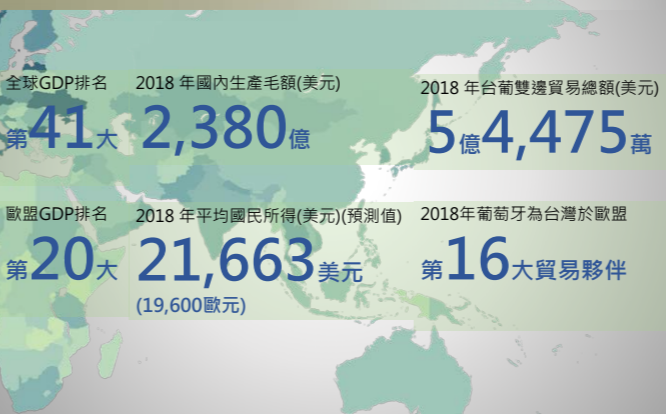 全球GDP排名
第41大
2018 年國內生產毛額(美元)
2,380億
2018 年台葡雙邊貿易總額(美元)
5億4,475萬
歐盟GDP排名
第20大
2018 年平均國民所得(美元)(預測值)
21,663美元
(19,600歐元)
2018年葡萄牙為台灣於歐盟
第16大貿易夥伴